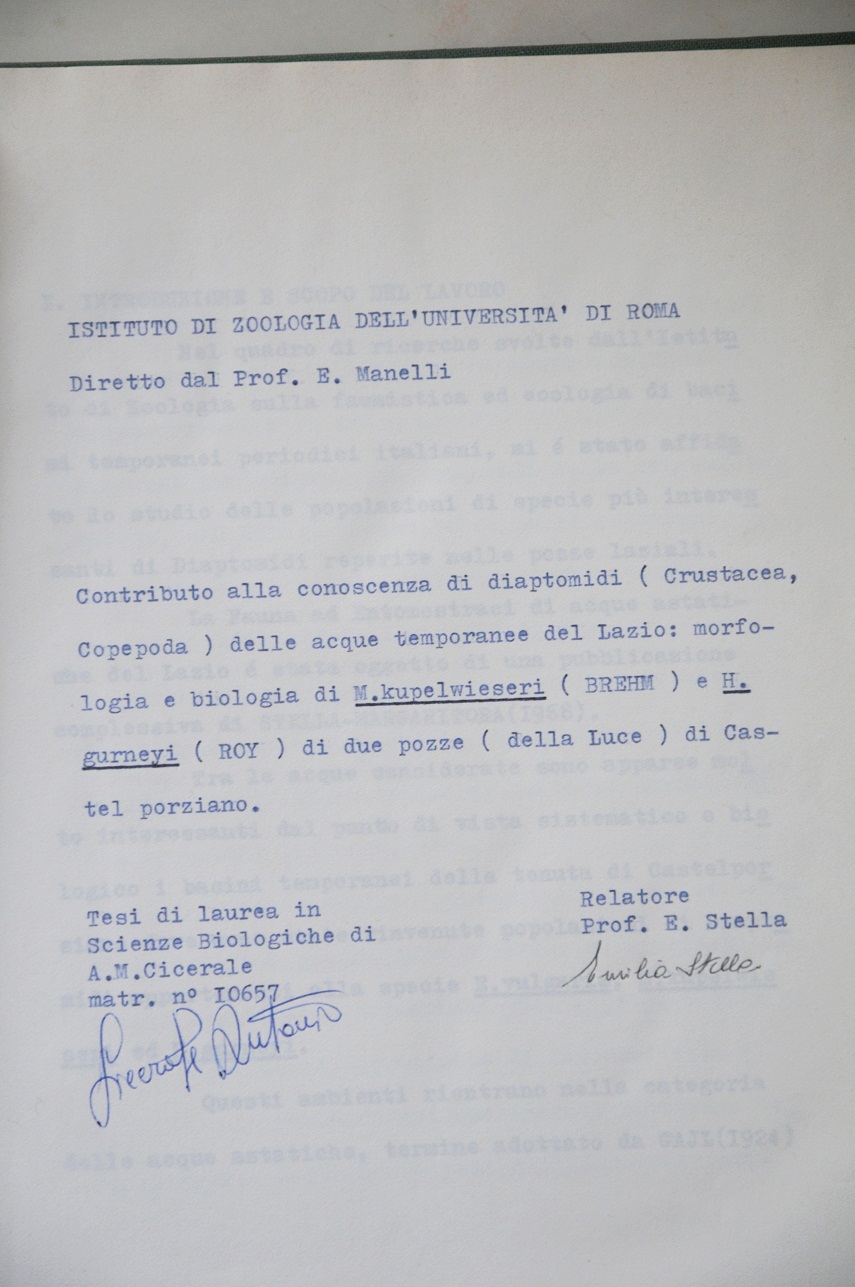 ISTITUTO DI ZOOLOGIA DELL'UNIVERSITA' DI ROMA
Diretto dal Prof. E. Manelli
Contributo alla conoscenza di diaptomidi ( Crustacea,
Copepoda ) delle acque temporanee del Lazio: morfo-
logia e biologia di M.kupelwieseri ( BREHM ) e H.
gurneyi ( ROY ) di due pozze ( della Luce ) di Cas-
tel porziano.
Tesi di laurea in
Scienze Biologiche di
A.M.Cicerale
matr. nº I0657
Relatore
Prof. E. Stella
Emilia Stella